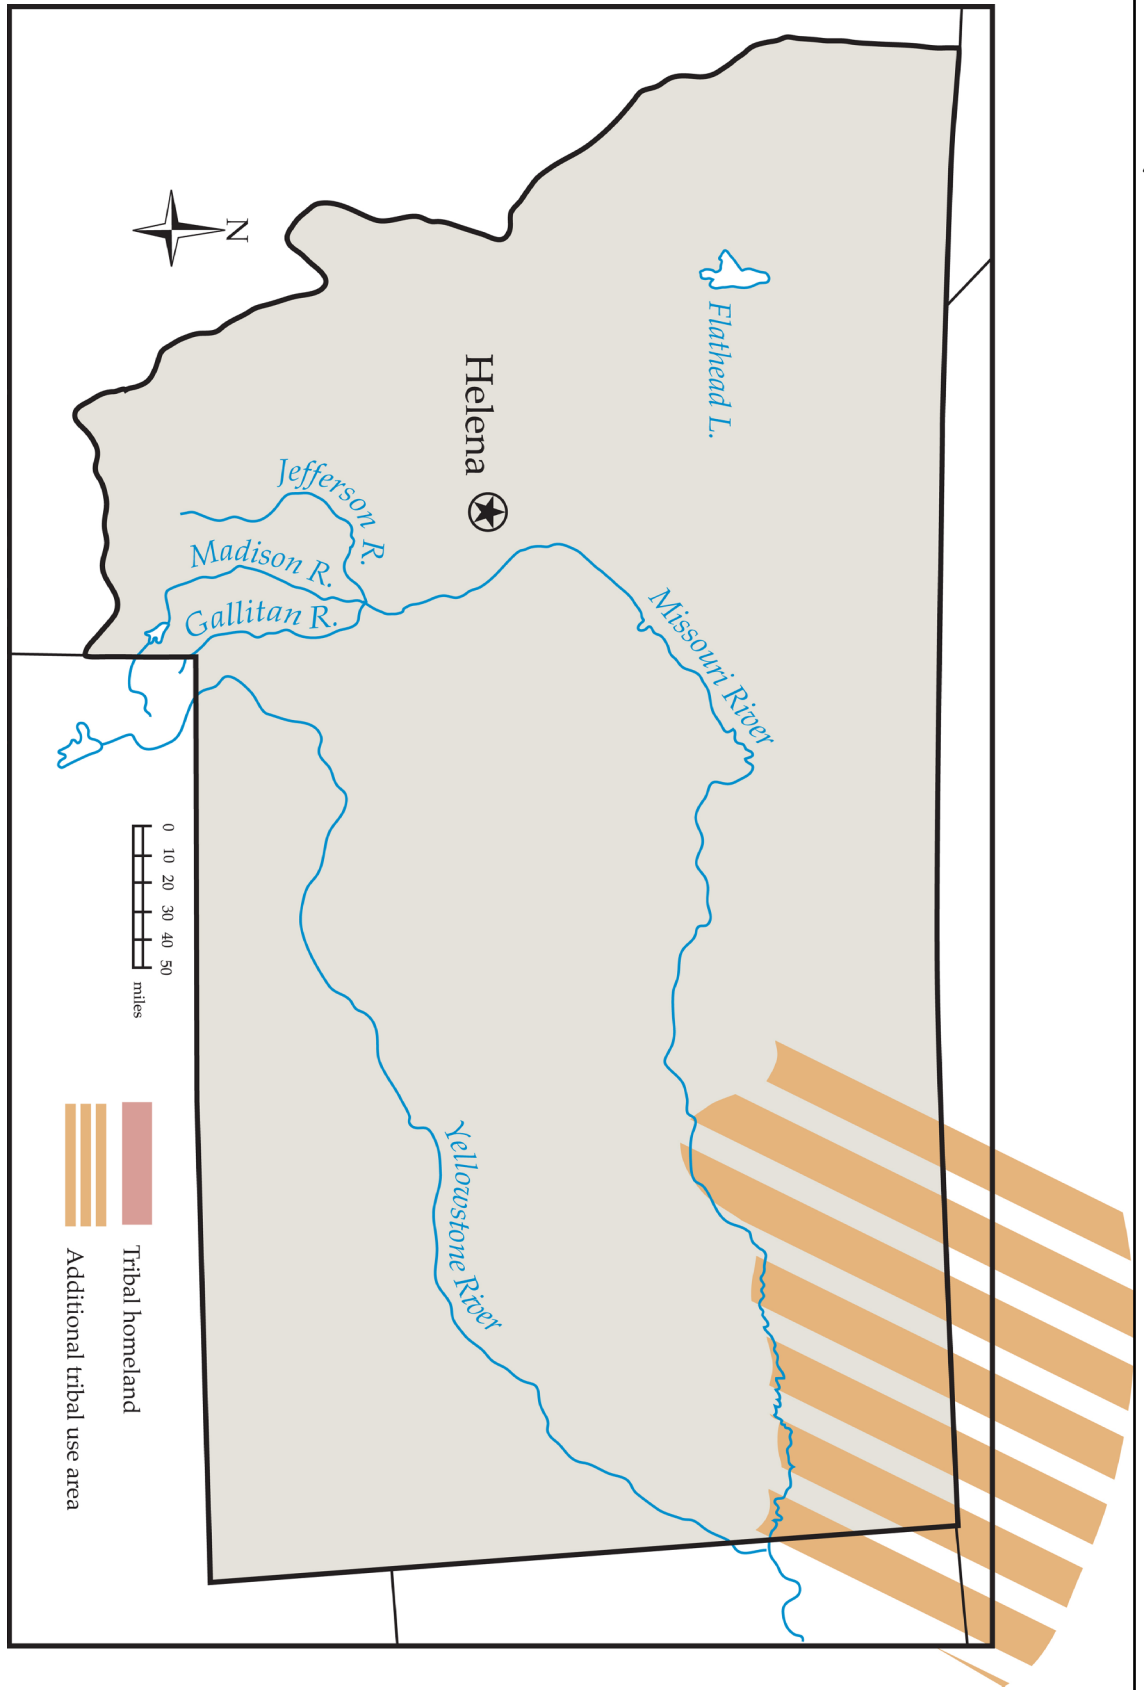 Flathead L.
Missouri River
Helena
Jefferson R.
Madison R.
Gallitan R.
Yellowstone River
N
0 10 20 30 40 50
miles
Tribal homeland
Additional tribal use area